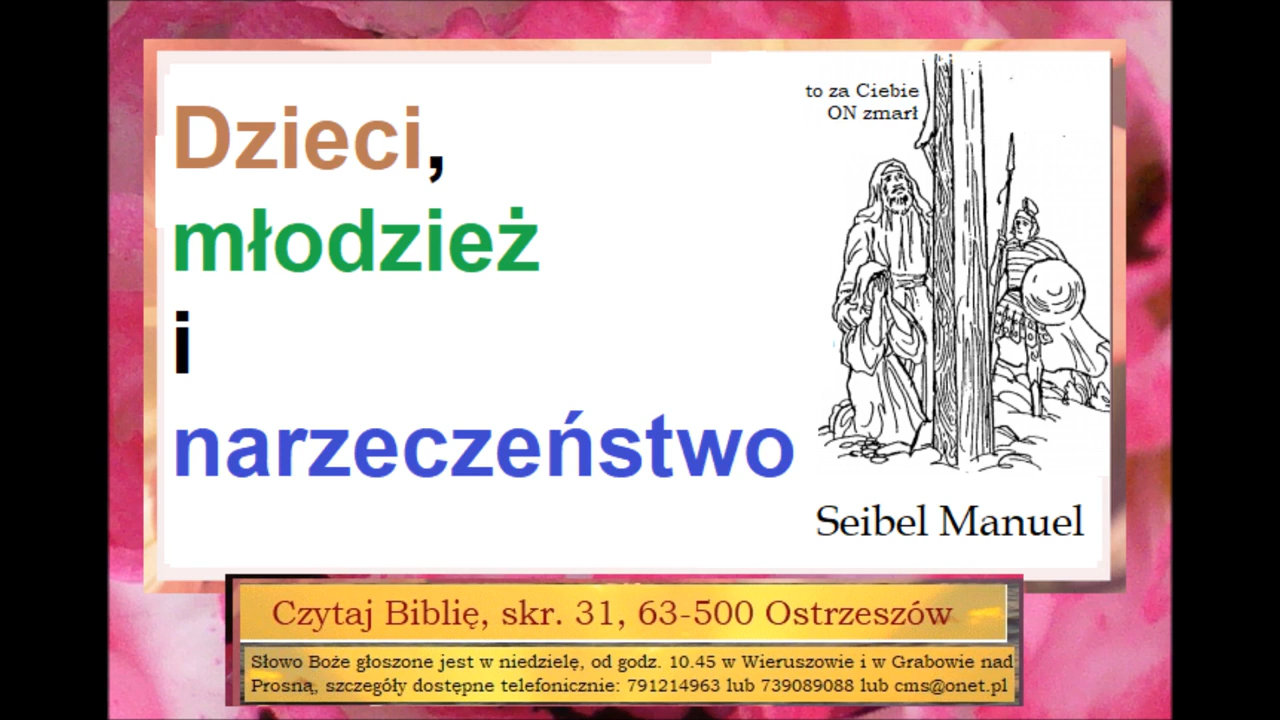 Dzieci,
młodzież
i
narzeczeństwo
to za Ciebie
ON zmarł
Seibel Manuel
Czytaj Biblię, skr. 31, 63-500 Ostrzeszów
Słowo Boże głoszone jest w niedzielę, od godz. 10.45 w Wieruszowie i w Grabowie nad
Prosną, szczegóły dostępne telefonicznie: 791214963 lub 739089088 lub cms@onet.pl